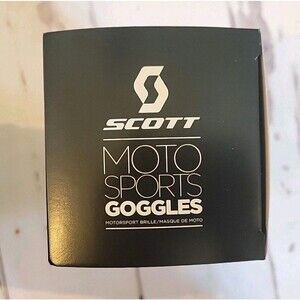 SCOTT
MOTO
SPORTS
GOGGLES
MOTORSPORT BRILLE/MASQUE DE MOTO